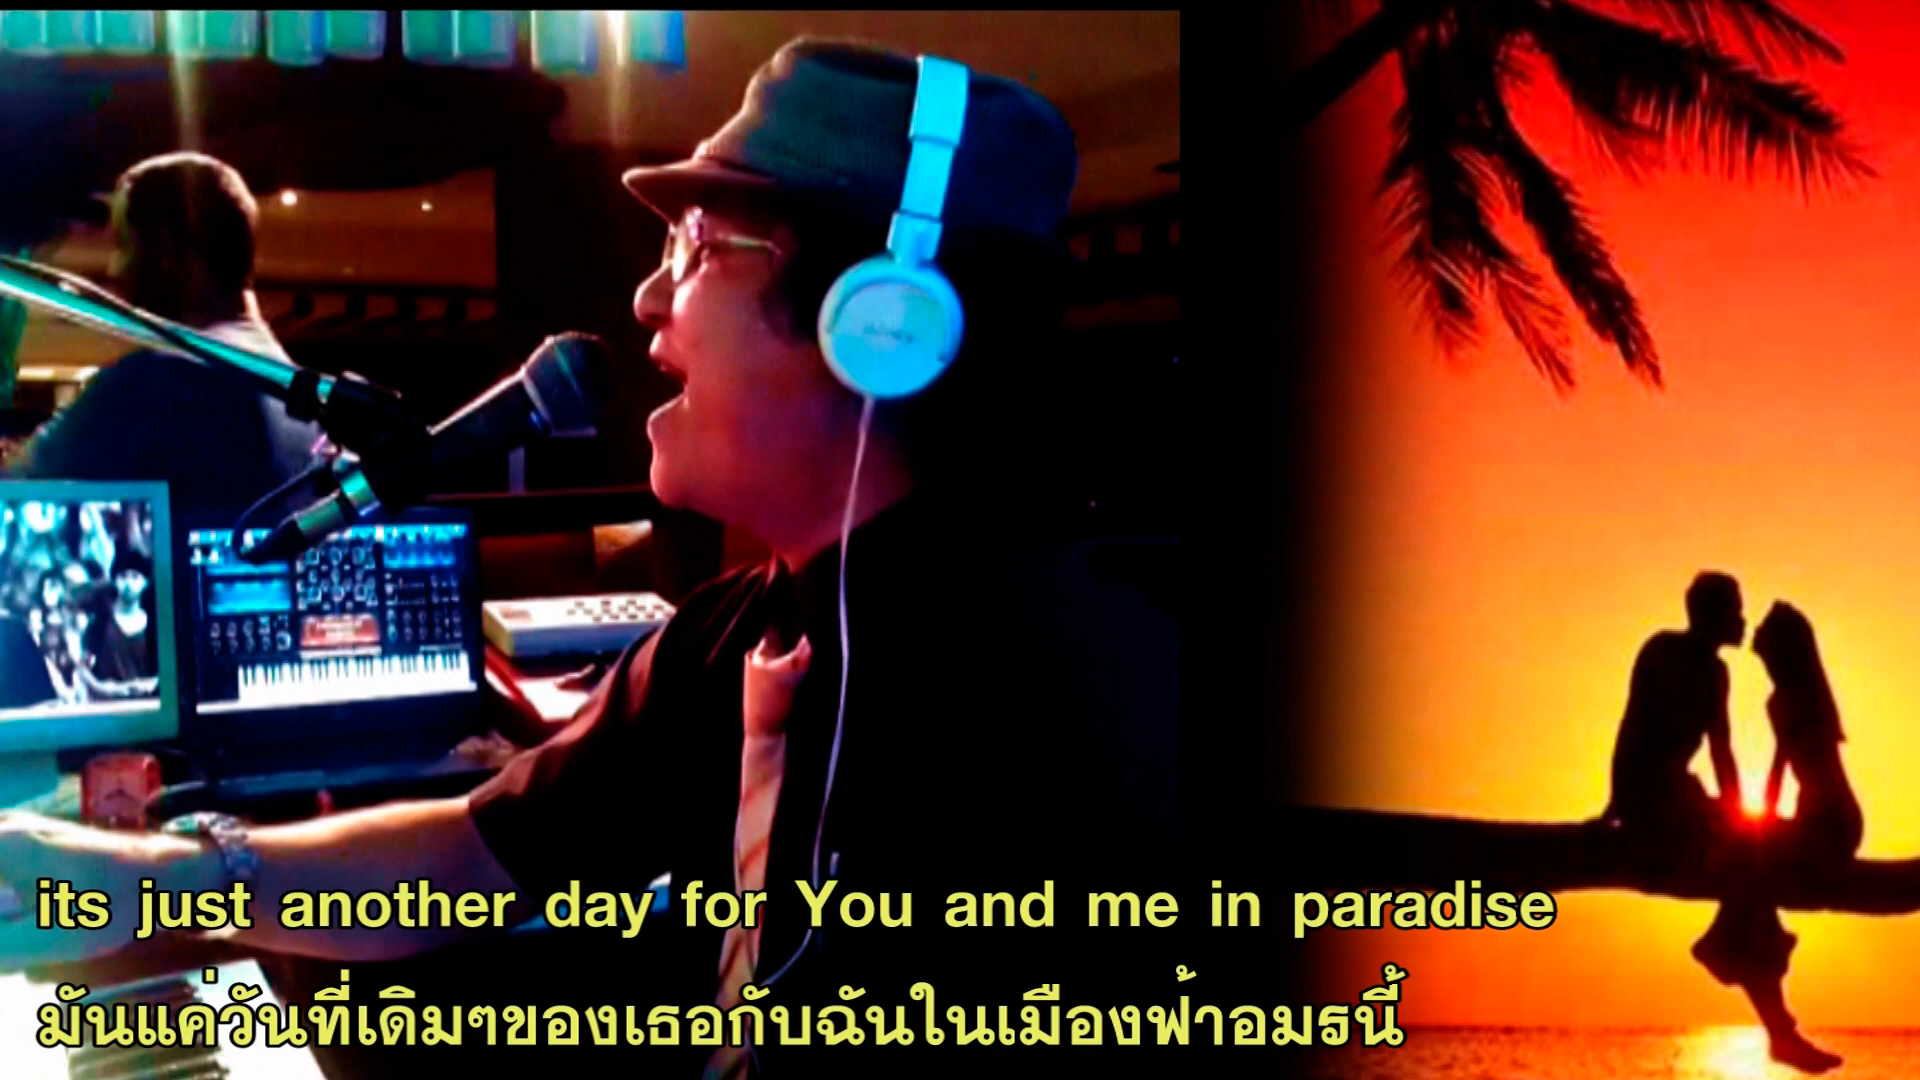 its just another day for You and me in paradise
มันแค่วันที่เดิมๆของเธอกับฉันในเมืองฟ้าอมรนี้